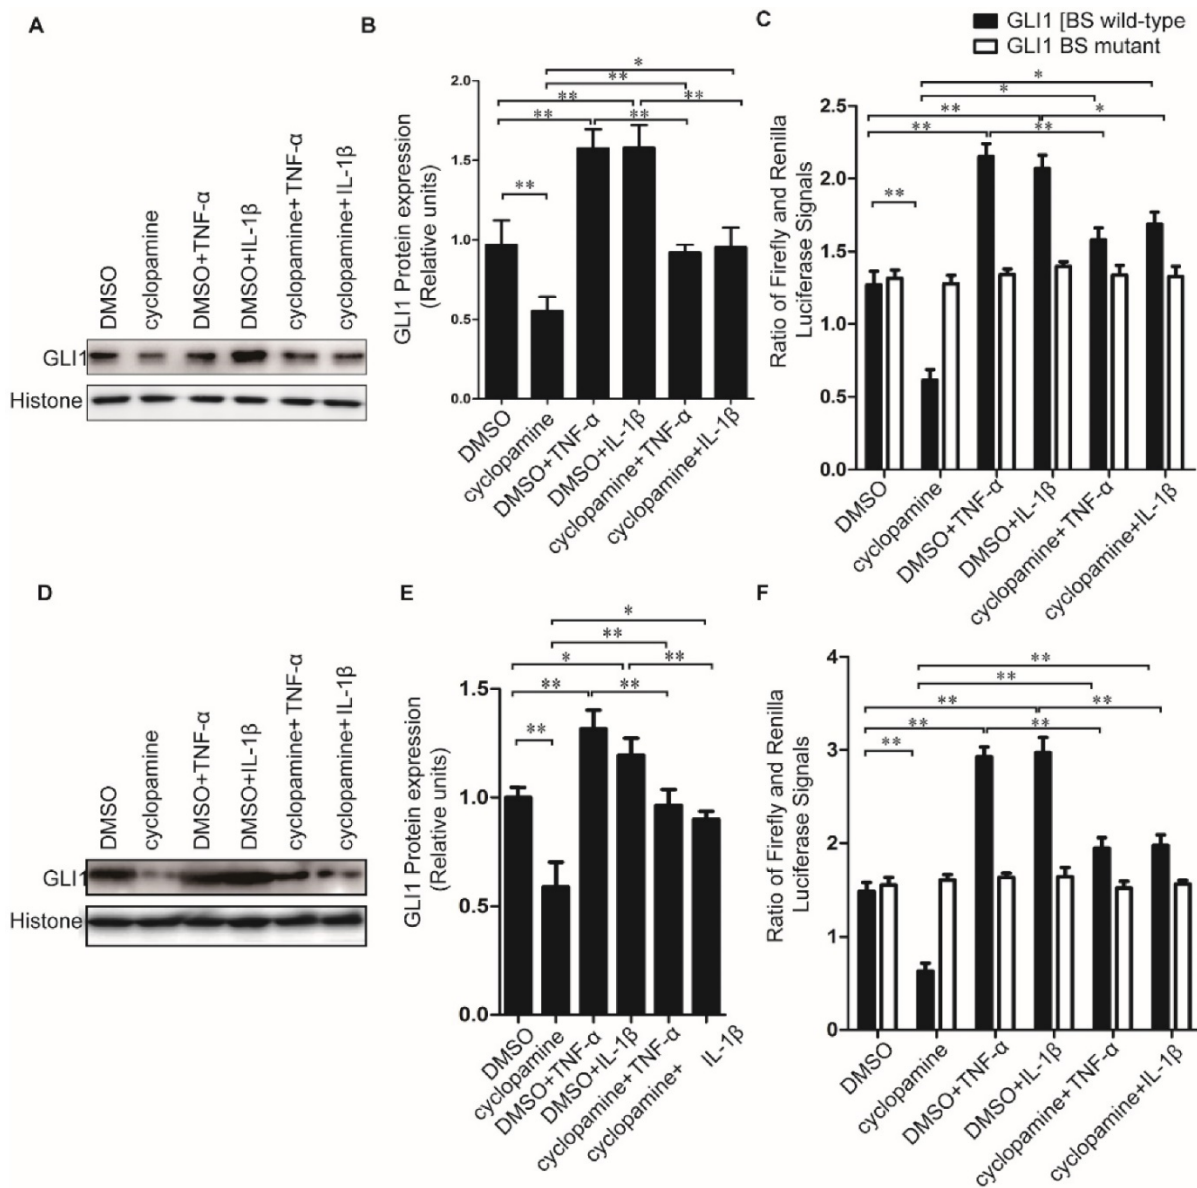 A
DMSO
cyclopamine
DMSO+TNF-α
DMSO+IL-1β
cyclopamine+TNF-α
cyclopamine+IL-1β
GLI1
Histone
B
GLI1 Protein expression
(Relative units)
2.0
1.5
1.0
0.5
0.0
**
**
**
**
**
**
*
DMSO
cyclopamine
DMSO+TNF-α
DMSO+IL-1β
cyclopamine+TNF-α
cyclopamine+IL-1β
C
GLI1 [BS wild-type
GLI1 BS mutant
Ratio of Firefly and Renilla
Luciferase Signals
2.5
2.0
1.5
1.0
0.5
0.0
*
*
**
*
**
**
**
DMSO
cyclopamine
DMSO+TNF-α
DMSO+IL-1β
cyclopamine+TNF-α
cyclopamine+IL-1β
D
DMSO
cyclopamine
DMSO+TNF-α
DMSO+IL-1β
cyclopamine+TNF-α
cyclopamine+IL-1β
GLI1
Histone
E
GLI1 Protein expression
(Relative units)
1.5
1.0
0.5
0.0
*
**
*
**
**
**
**
DMSO
cyclopamine
DMSO+TNF-α
DMSO+IL-1β
cyclopamine+TNF-α
cyclopamine+ IL-1β
F
Ratio of Firefly and Renilla
Luciferase Signals
4
3
2
1
0
**
**
**
**
**
**
**
DMSO
cyclopamine
DMSO+TNF-α
DMSO+IL-1β
cyclopamine+TNF-α
cyclopamine+IL-1β